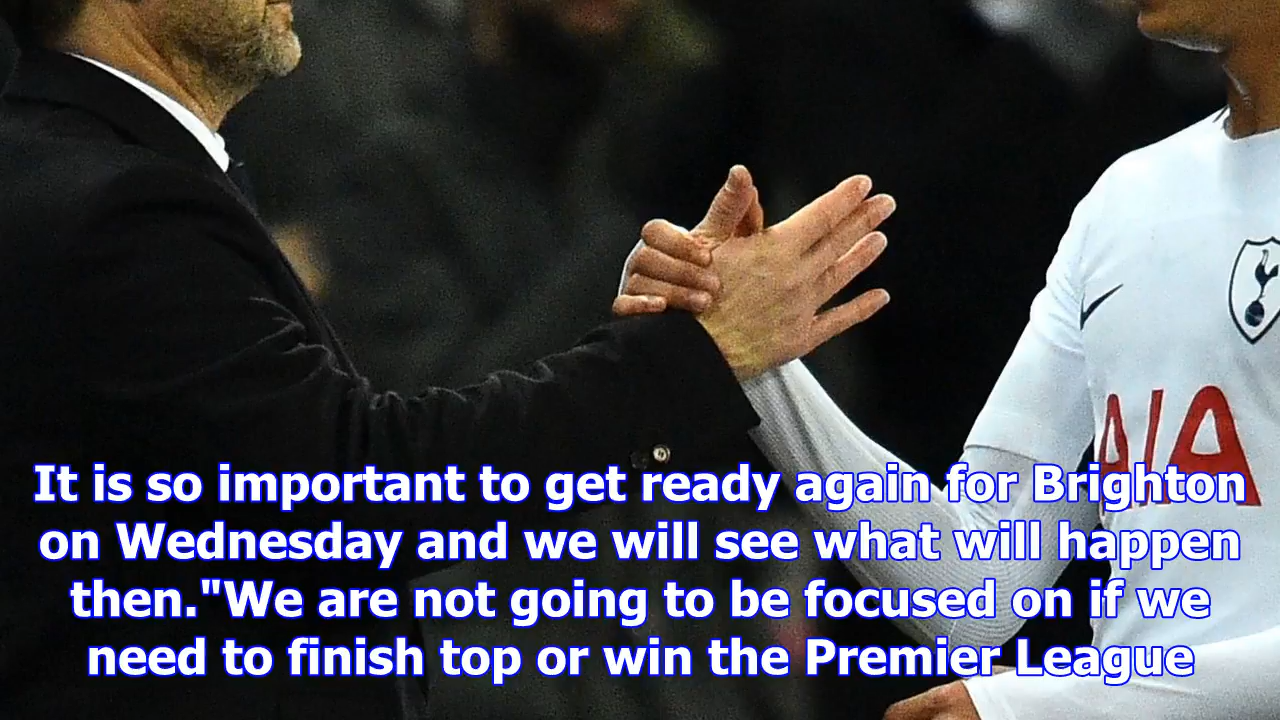 It is so important to get ready again for Brighton
on Wednesday and we will see what will happen
then."We are not going to be focused on if we
need to finish top or win the Premier League
AIA